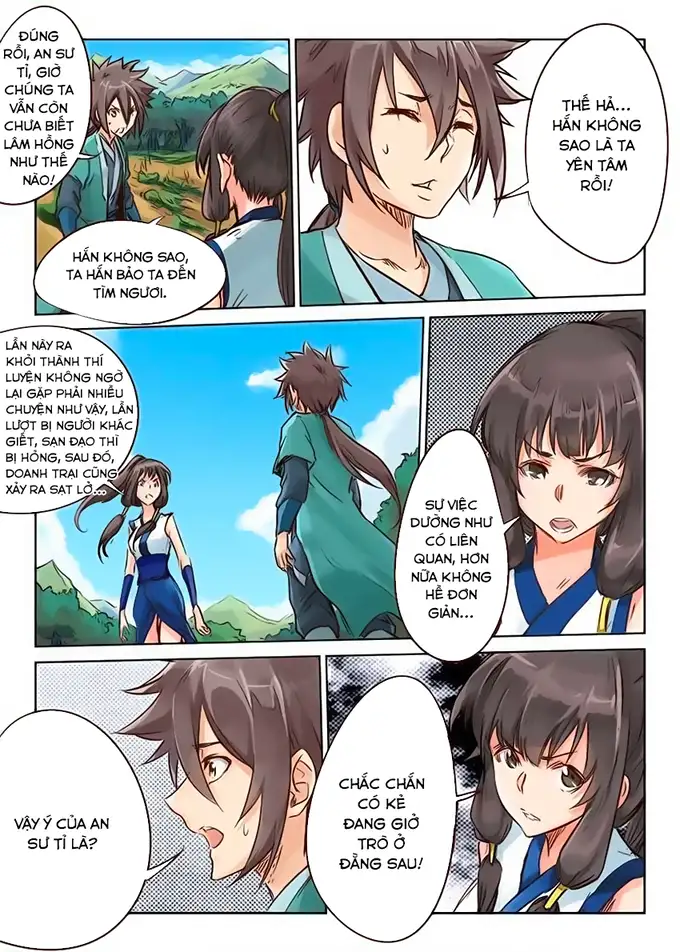 ĐÚNG
RỒI, AN SƯ
TỈ, GIỜ
CHÚNG TA
VẪN CÒN
CHƯA BIẾT
LÂM HỒNG
NHƯ THẾ
NÀO!
HẮN KHÔNG SAO,
TA HẮN BẢO TA ĐẾN
TÌM NGƯƠI.
THẾ HẢ...
HẮN KHÔNG
SAO LÀ TA
YÊN TÂM
RỒI!
LẦN NÀY RA
KHỎI THÀNH THÍ
LUYỆN KHÔNG NGỜ
LẠI GẶP PHẢI NHIỀU
CHUYỆN NHƯ VẬY, LẦN
LƯỢT BỊ NGƯỜI KHÁC
GIẾT, SẠN ĐẠO THÌ
BỊ HỎNG, SAU ĐÓ,
DOANH TRẠI CŨNG
XẢY RA SẠT LỞ...
SỰ VIỆC
DƯỜNG NHƯ
CÓ LIÊN
QUAN, HƠN
NỮA KHÔNG
HỀ ĐƠN
GIẢN...
VẬY Ý CỦA AN
SƯ TỈ LÀ?
CHẮC CHẮN
CÓ KẺ
ĐANG GIỞ
TRÒ Ở
ĐẰNG SAU!